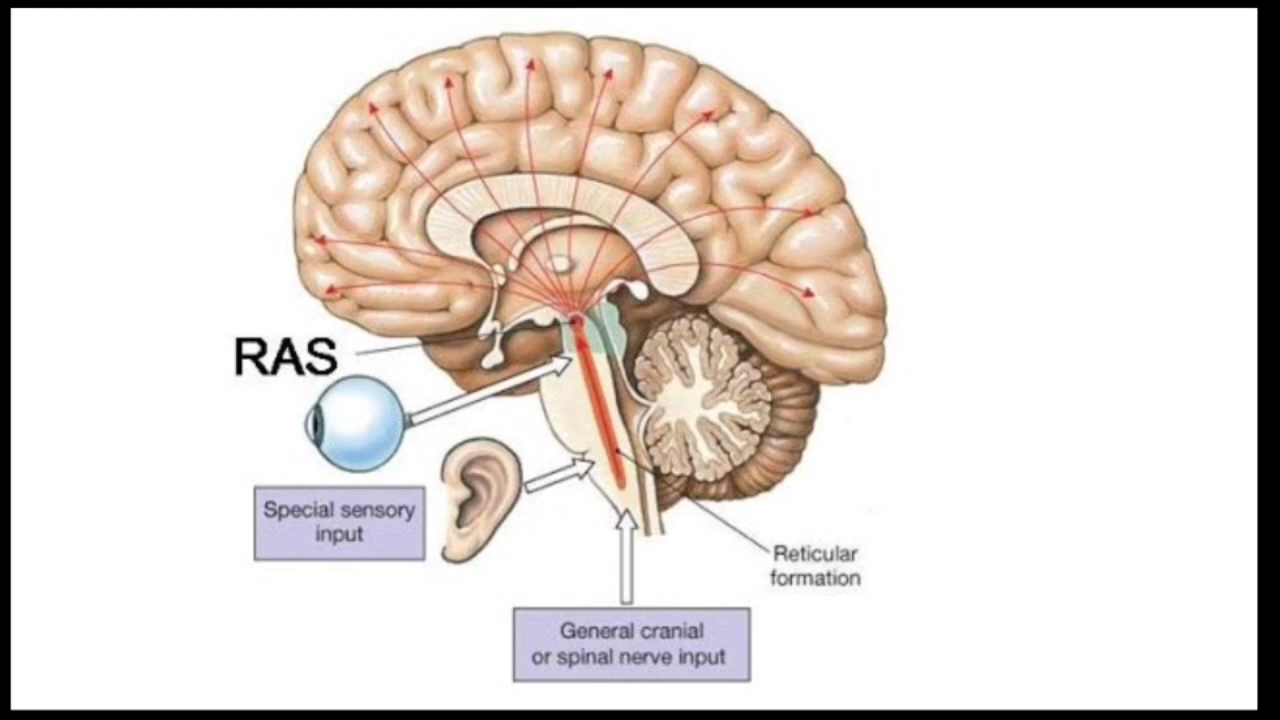 RAS
Special sensory
input
Reticular
formation
General cranial
or spinal nerve input